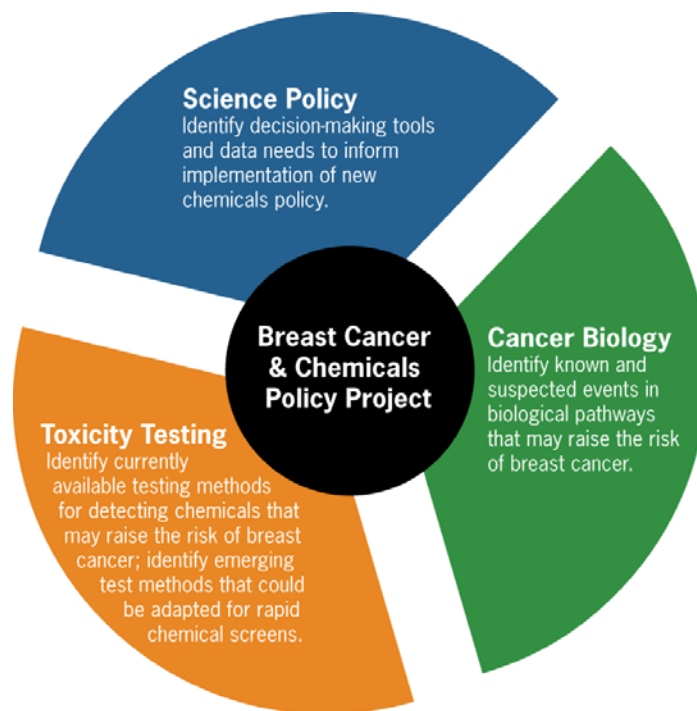 Science Policy
Identify decision-making tools
and data needs to inform
implementation of new
chemicals policy.
Breast Cancer
& Chemicals
Policy Project
Cancer Biology
Identify known and
suspected events in
biological pathways
that may raise the risk
of breast cancer.
Toxicity Testing
Identify currently
available testing methods
for detecting chemicals that
may raise the risk of breast
cancer; identify emerging
test methods that could
be adapted for rapid
chemical screens.